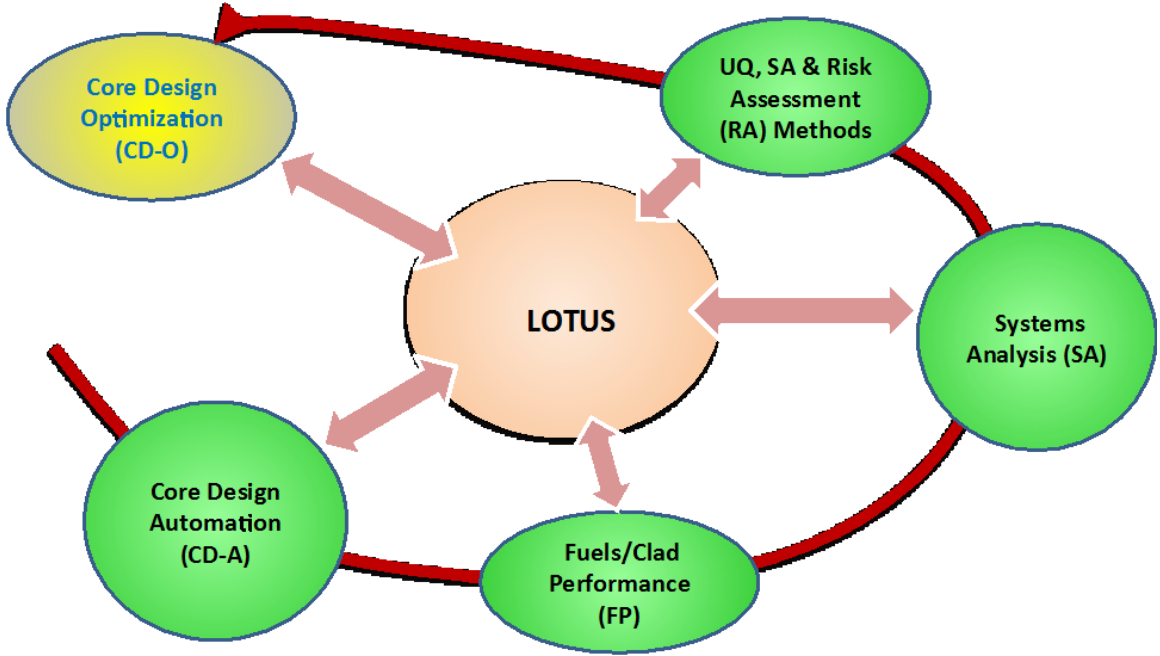 Core Design
Optimization
(CD-O)
UQ, SA & Risk
Assessment
(RA) Methods
LOTUS
Systems
Analysis (SA)
Core Design
Automation
(CD-A)
Fuels/Clad
Performance
(FP)